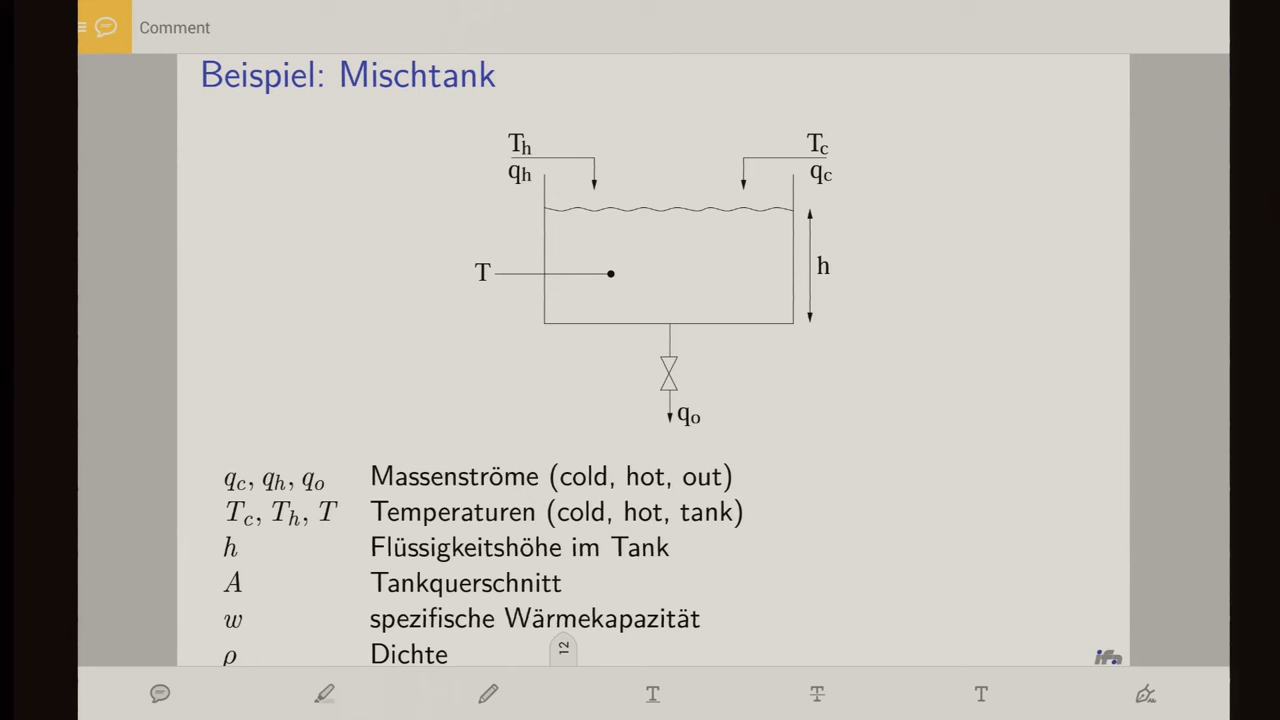 Comment
Beispiel: Mischtank
Th
qh
Tc
qc
T
h
qo
qc, qh, qo Massenströme (cold, hot, out)
Tc, Th, T Temperaturen (cold, hot, tank)
h Flüssigkeitshöhe im Tank
A Tankquerschnitt
w spezifische Wärmekapazität
ρ Dichte
12
T
T
T